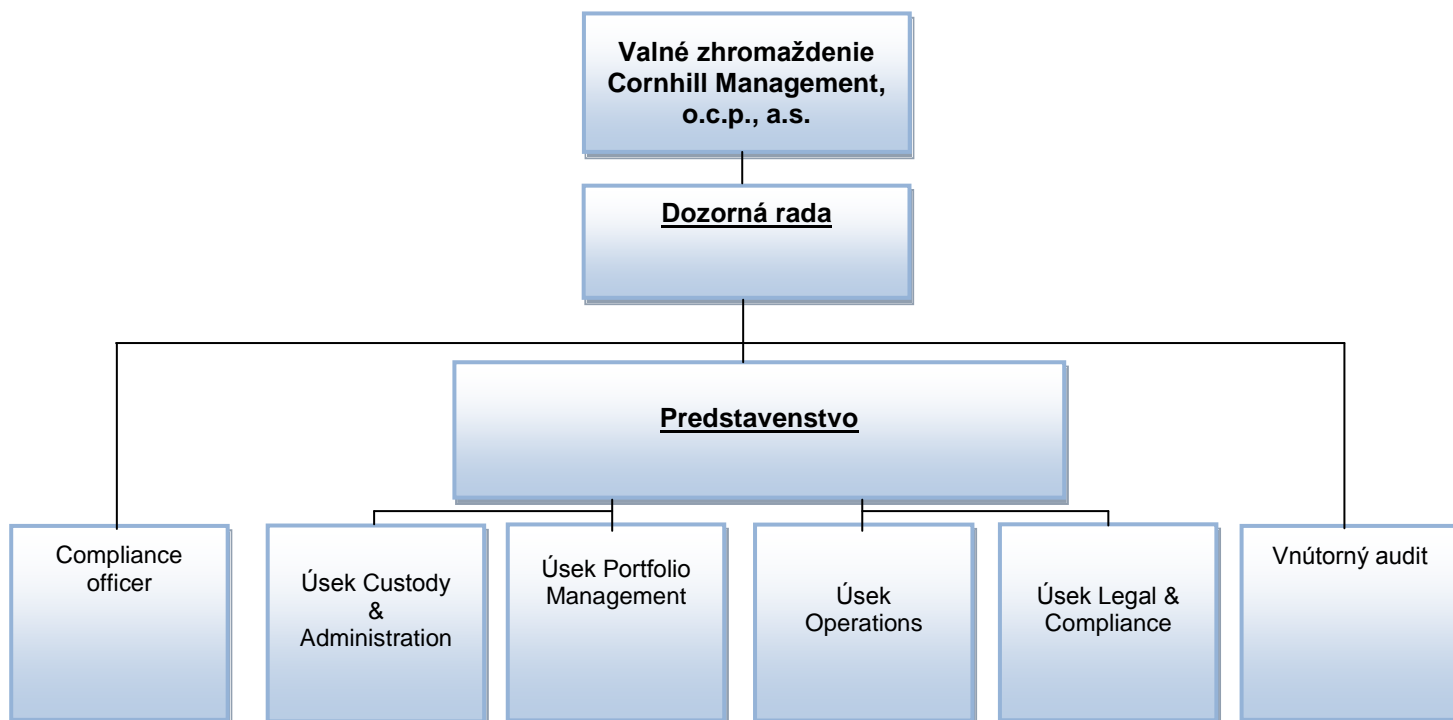 Valné zhromaždenie
Cornhill Management,
o.c.p., a.s.
Dozorná rada
Predstavenstvo
Compliance
officer
Úsek Custody
&
Administration
Úsek Portfolio
Management
Úsek
Operations
Úsek Legal &
Compliance
Vnútorný audit